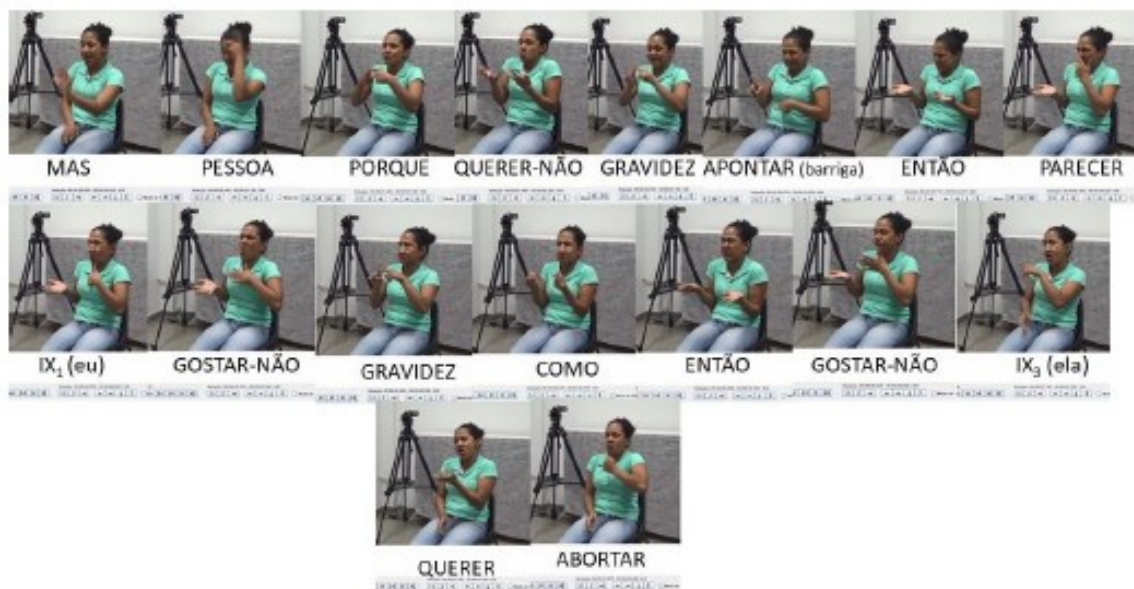 MAS PESSOA PORQUE QUERER-NÃO GRAVIDEZ APONTAR (barriga) ENTÃO PARECER
IX₁ (eu) GOSTAR-NÃO GRAVIDEZ COMO ENTÃO GOSTAR-NÃO IX₃ (ela)
QUERER ABORTAR